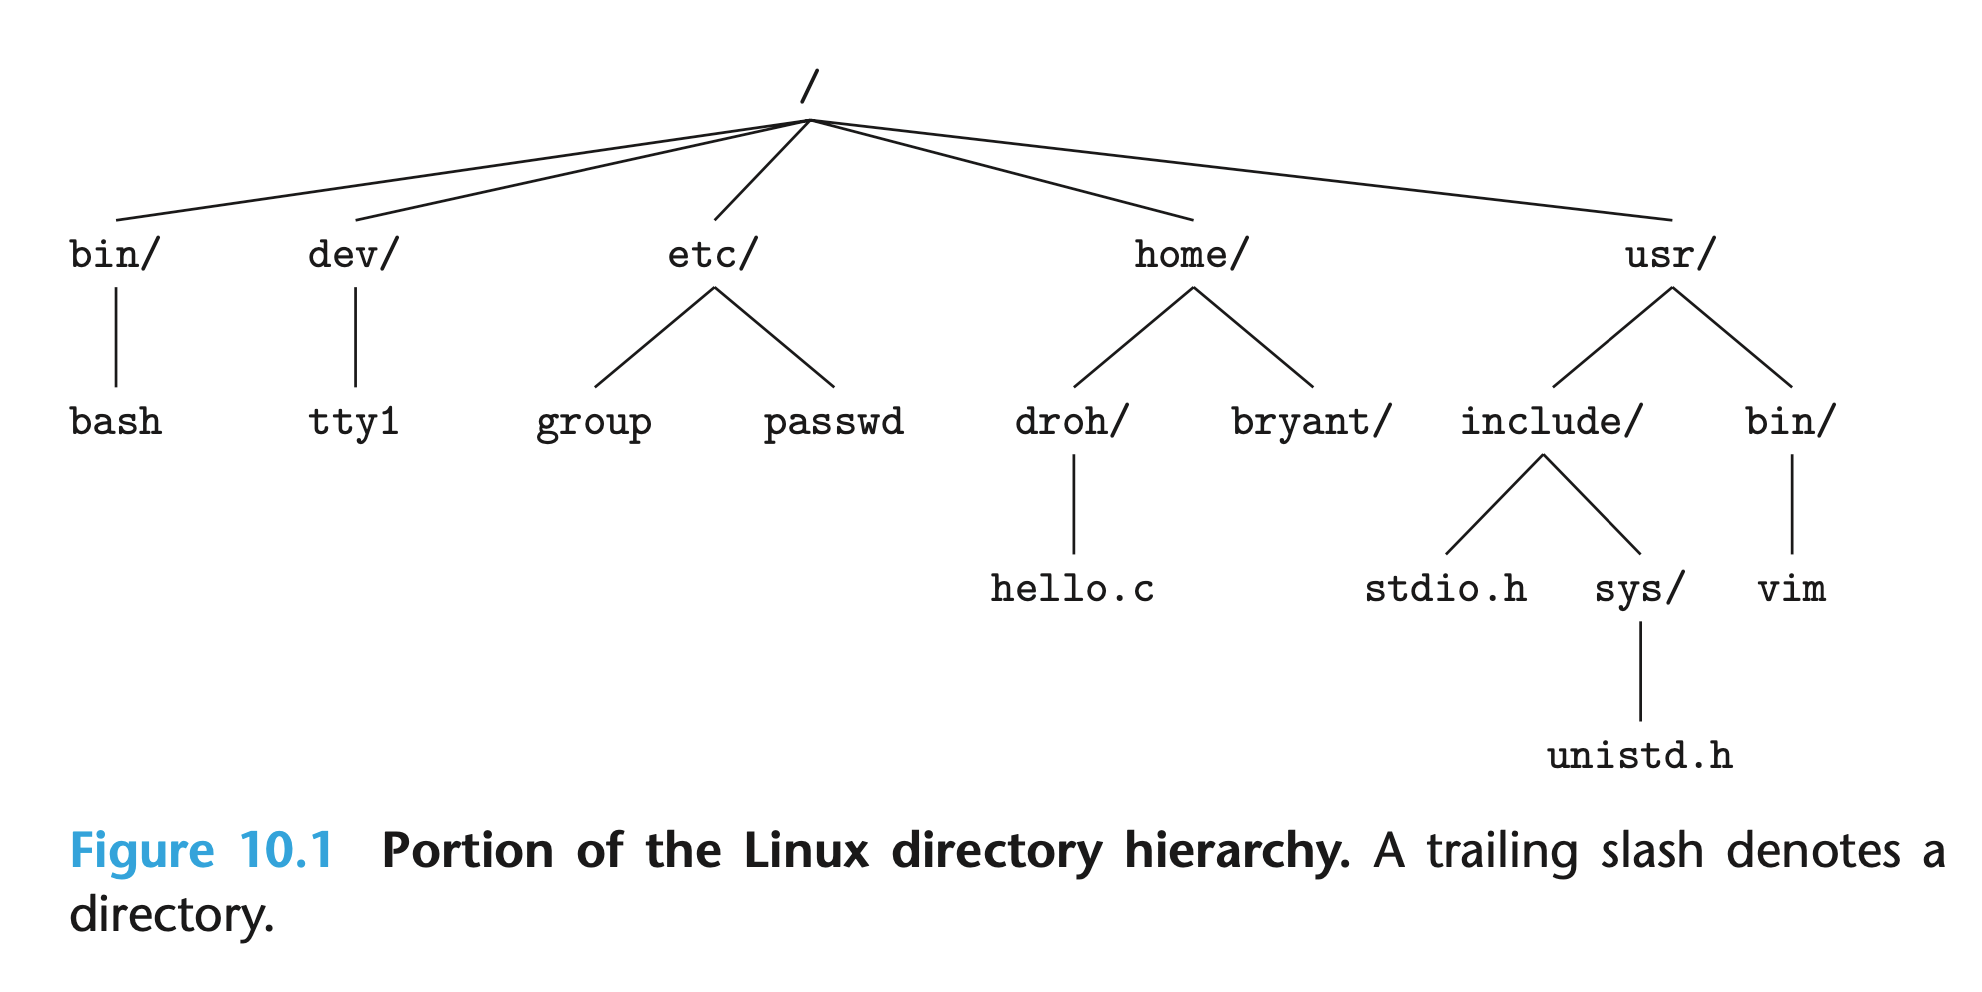 /
bin/ dev/ etc/ home/ usr/
bash tty1 group passwd droh/ bryant/ include/ bin/
hello.c stdio.h sys/ vim
unistd.h
Figure 10.1 Portion of the Linux directory hierarchy. A trailing slash denotes a
directory.